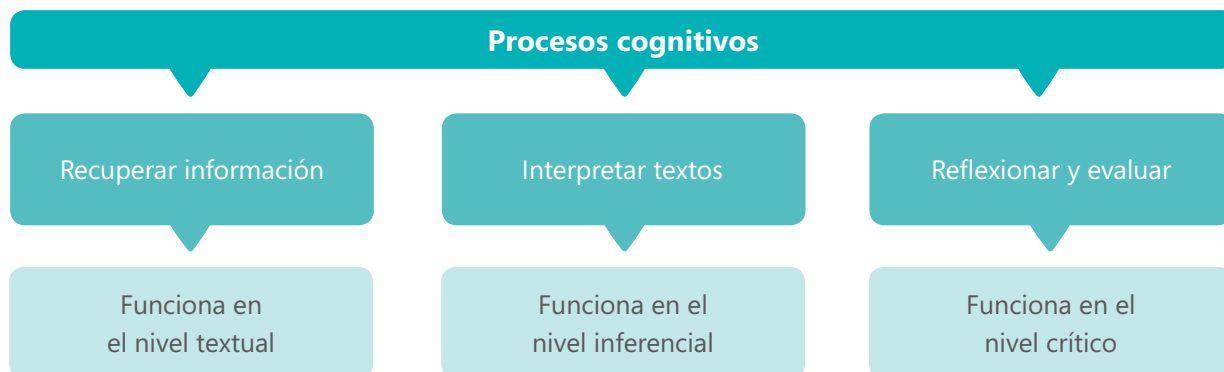 Procesos cognitivos
Recuperar información
Interpretar textos
Reflexionar y evaluar
Funciona en
el nivel textual
Funciona en el
nivel inferencial
Funciona en el
nivel crítico